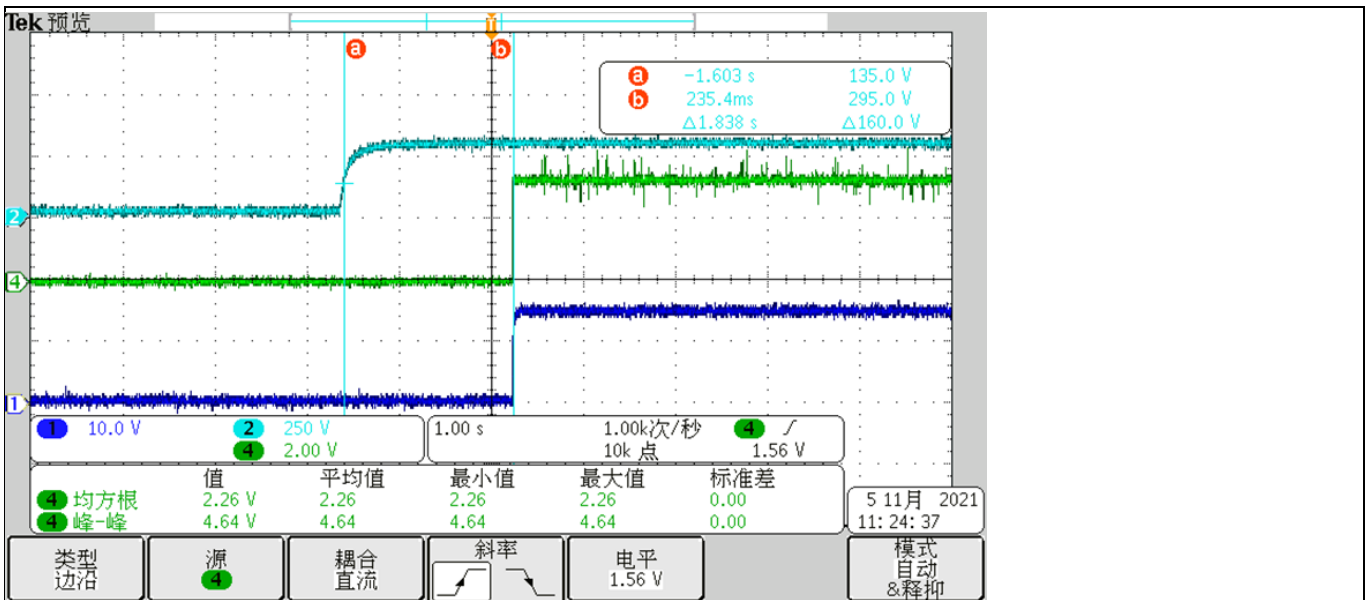 Tek 预览
T
a b
a -1.603 s 135.0 V
b 235.4ms 295.0 V
△1.838 s △160.0 V
2
4
1
1 10.0 V 2 250 V
4 2.00 V
1.00 s 1.00k次/秒 4
10k 点 1.56 V
值 平均值 最小值 最大值 标准差
4 均方根 2.26 V 2.26 2.26 2.26 0.00
4 峰-峰 4.64 V 4.64 4.64 4.64 0.00
5 11月 2021
11:24:37
类型
边沿
源
4
耦合
直流
斜率
电平
1.56 V
模式
自动
&释抑